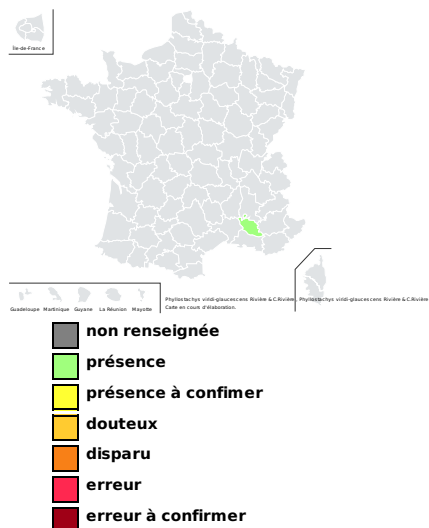 Île-de-France
Guadeloupe Martinique Guyane La Réunion Mayotte
Phyllostachys viridi-glaucescens Rivière & C.Rivière, Phyllostachys viridi-glaucescens Rivière & C.Rivière
Carte en cours d'élaboration.
non renseignée
présence
présence à confimer
douteux
disparu
erreur
erreur à confirmer